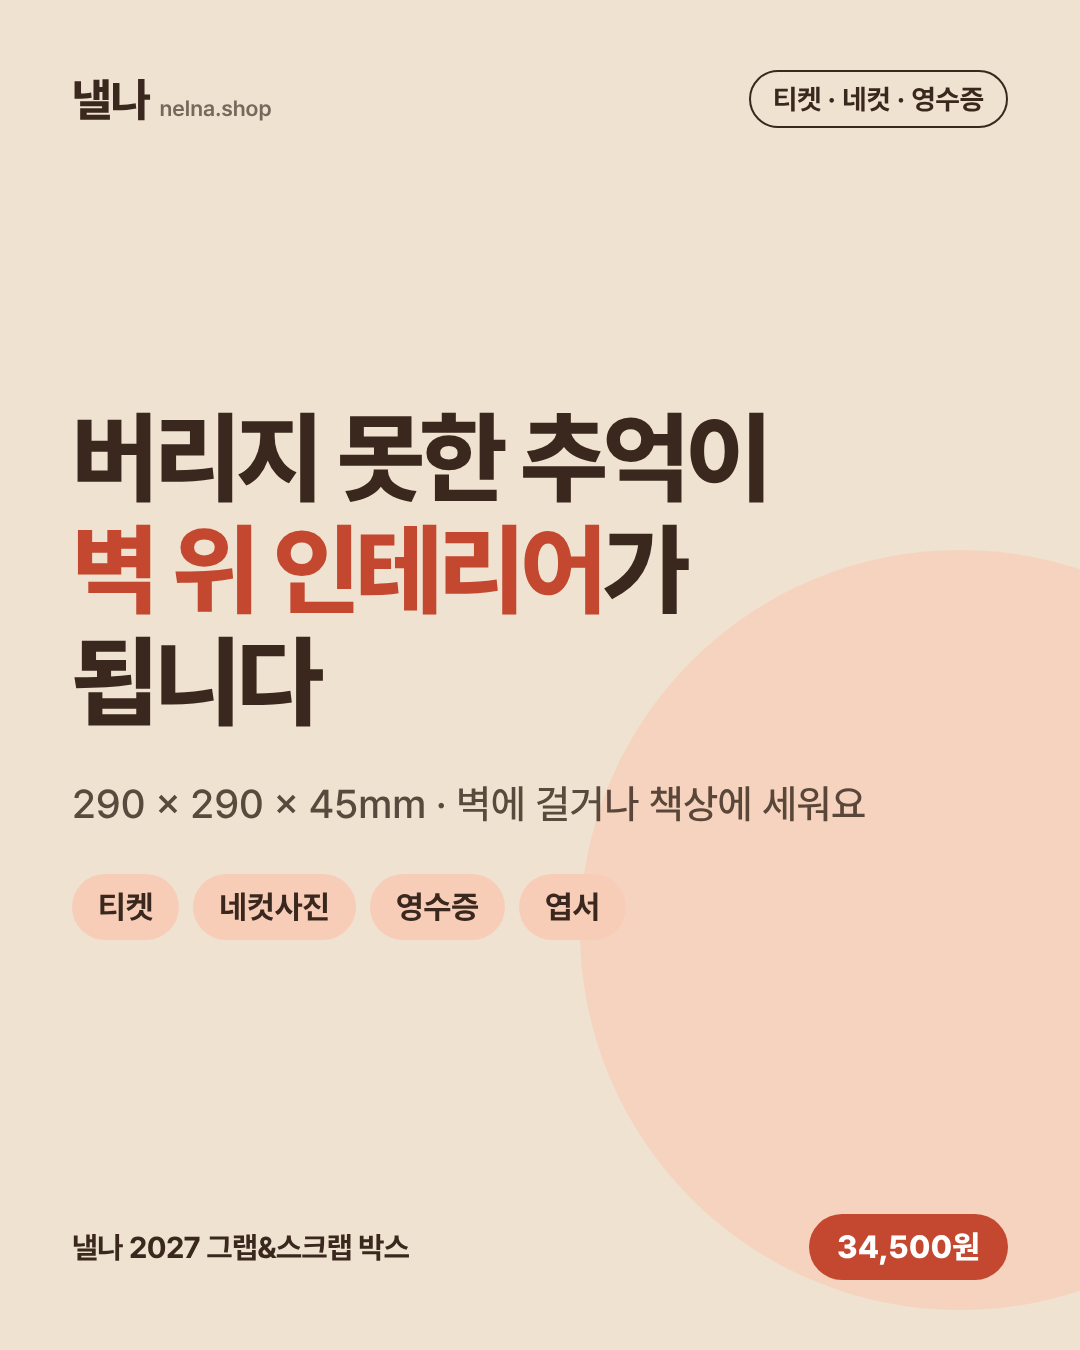 낼나 nelna.shop
티켓 · 네컷 · 영수증
버리지 못한 추억이
벽 위 인테리어가
됩니다
290 × 290 × 45mm · 벽에 걸거나 책상에 세워요
티켓 네컷사진 영수증 엽서
낼나 2027 그랩&스크랩 박스
34,500원